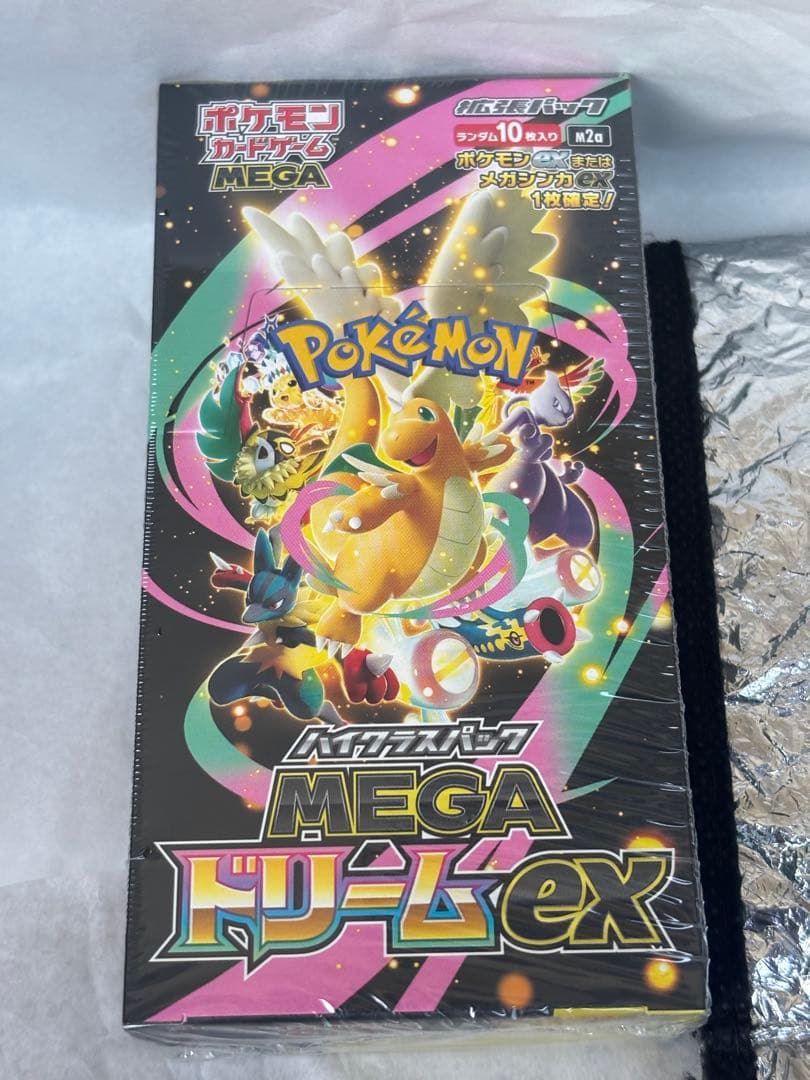 ポケモン
カードゲーム
MEGA
拡張パック
ランダム10枚入り M2a
ポケモンexまたは
メガシンカex
1枚確定!
POKéMON
TM
ハイクラスパック
MEGA
ドリームex